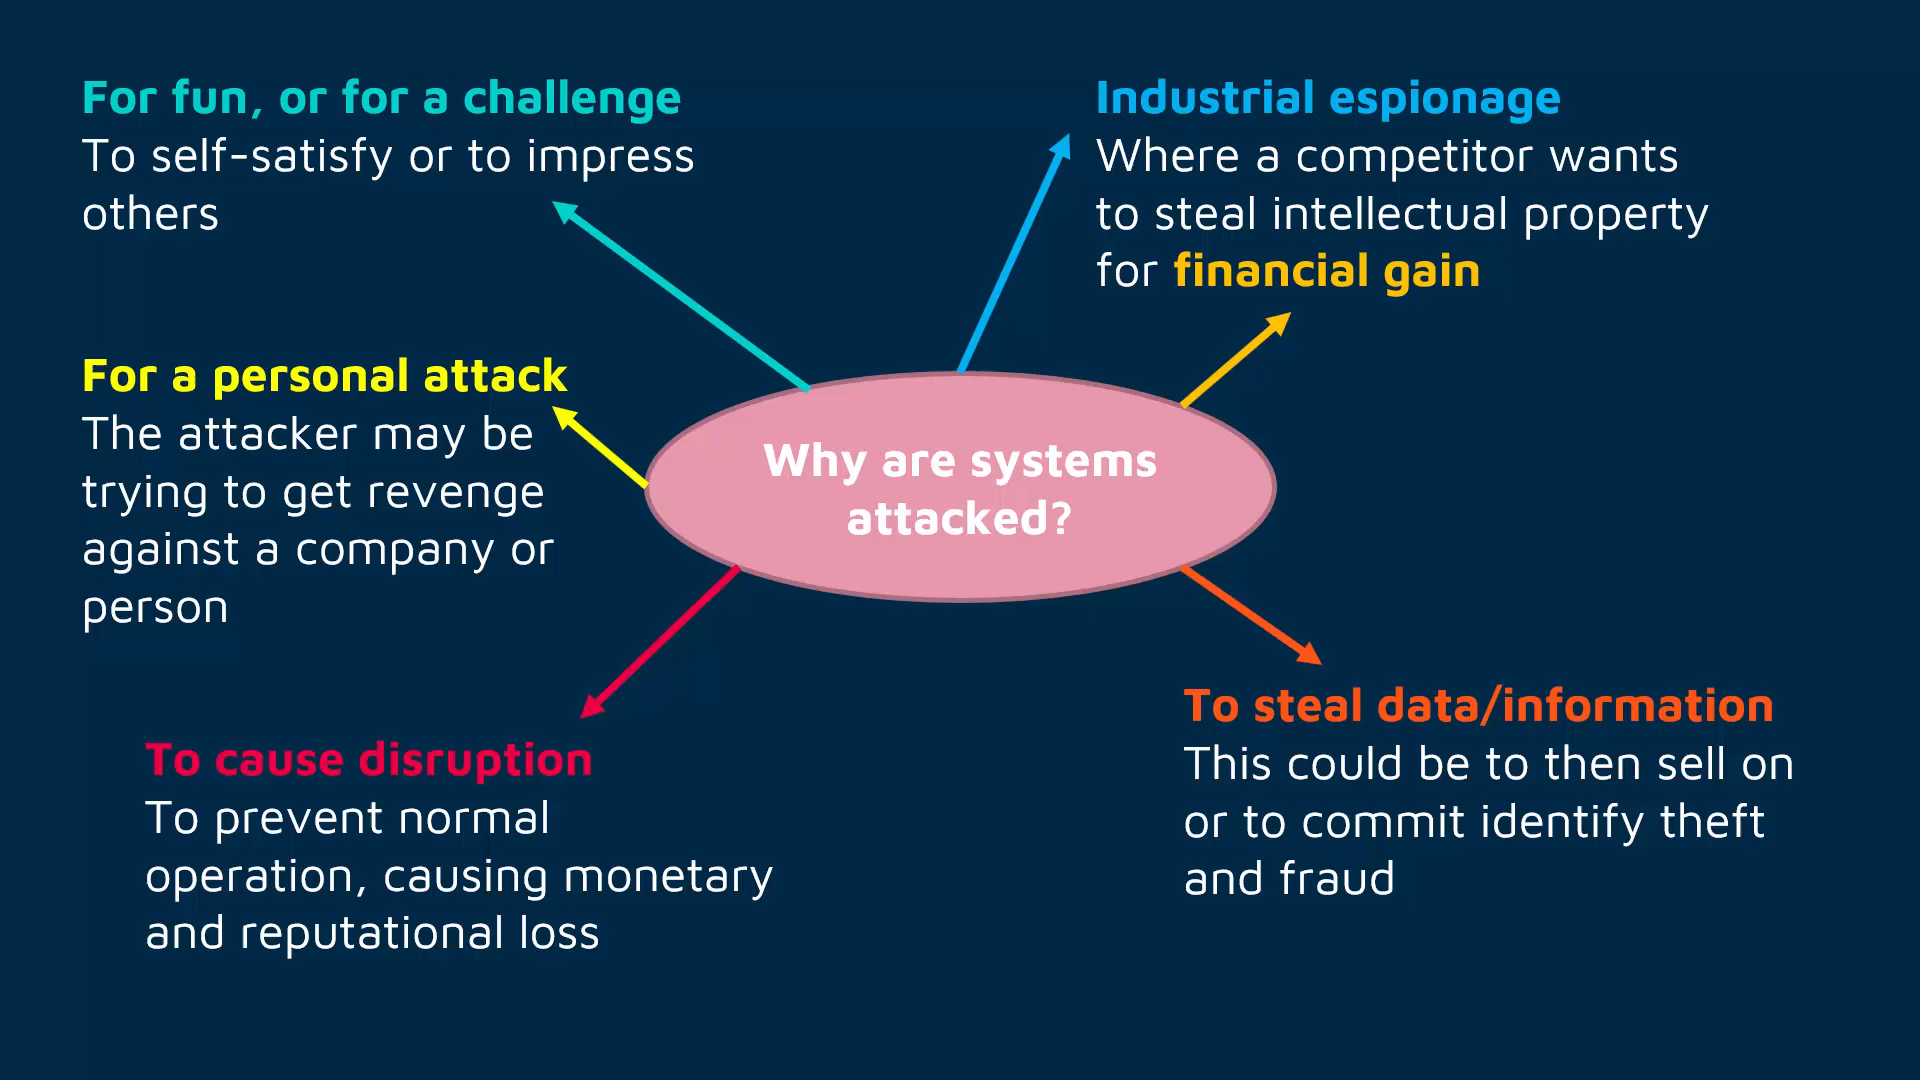 For fun, or for a challenge
To self-satisfy or to impress
others
Industrial espionage
Where a competitor wants
to steal intellectual property
for financial gain
For a personal attack
The attacker may be
trying to get revenge
against a company or
person
Why are systems
attacked?
To cause disruption
To prevent normal
operation, causing monetary
and reputational loss
To steal data/information
This could be to then sell on
or to commit identify theft
and fraud